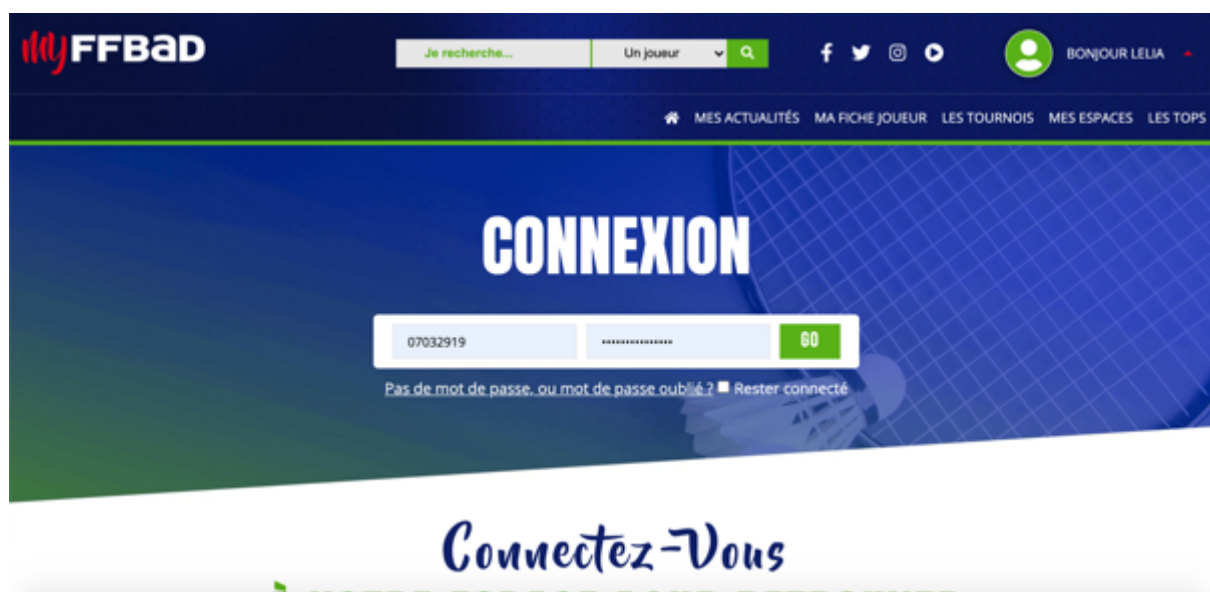 MyFFBaD
Je recherche...
Un joueur
BONJOUR LELIA
MES ACTUALITÉS MA FICHE JOUEUR LES TOURNOIS MES ESPACES LES TOPS
CONNEXION
07032919
GO
Pas de mot de passe, ou mot de passe oublié ? Rester connecté
Connectez-Vous